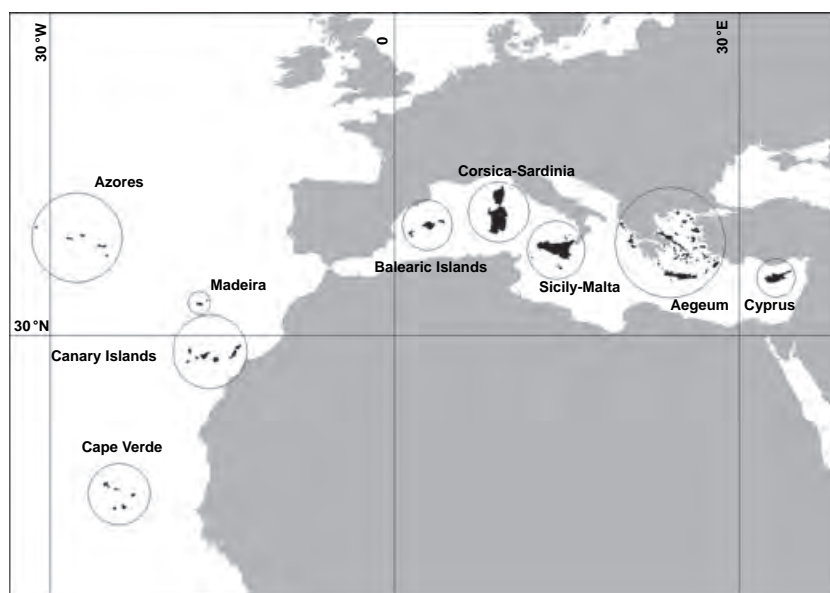 30 °W
0
30 °E
Corsica-Sardinia
Azores
Balearic Islands
Sicily-Malta
Madeira
Aegeum
Cyprus
30 °N
Canary Islands
Cape Verde